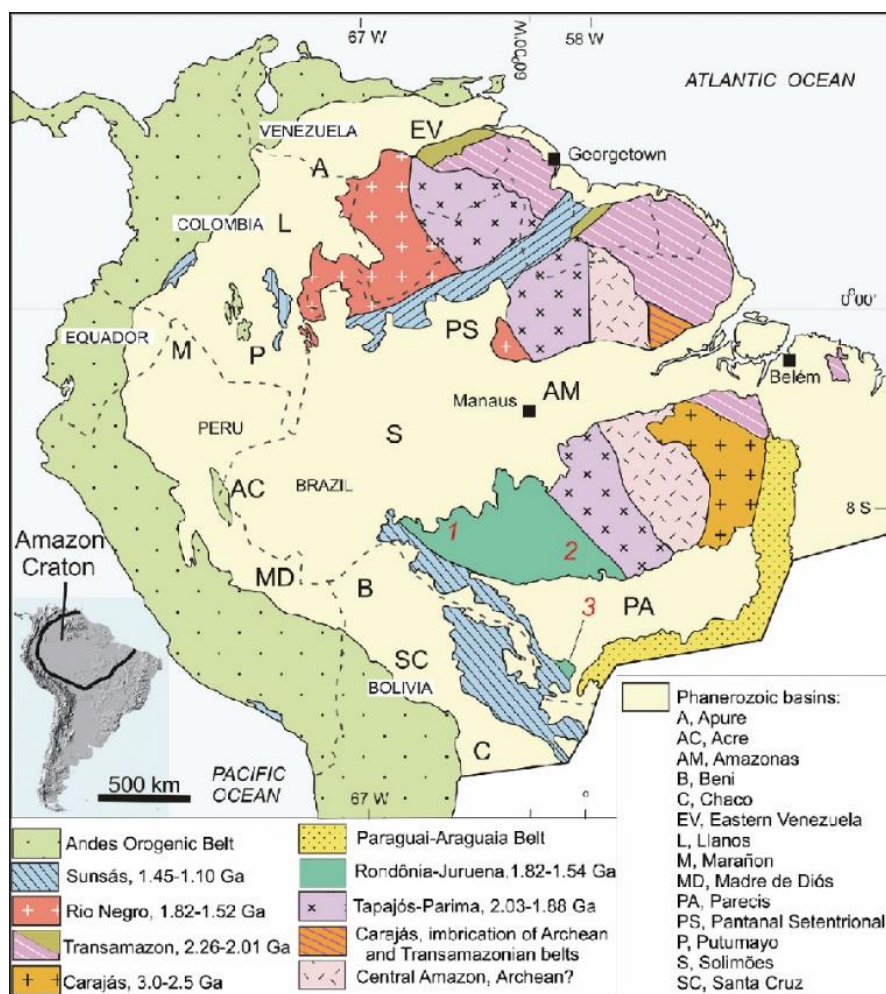 67 W
60°00'W
58 W
ATLANTIC OCEAN
VENEZUELA
EV
Georgetown
A
COLOMBIA
L
0°00'
EQUADOR
M
P
PS
Belém
Manaus
AM
PERU
S
AC
BRAZIL
8 S
1
2
Amazon
Craton
MD
B
3
PA
SC
BOLIVIA
C
500 km
PACIFIC
OCEAN
67 W
Phanerozoic basins:
A, Apure
AC, Acre
AM, Amazonas
B, Beni
C, Chaco
EV, Eastern Venezuela
L, Llanos
M, Marañon
MD, Madre de Diós
PA, Parecis
PS, Pantanal Setentrional
P, Putumayo
S, Solimões
SC, Santa Cruz
Andes Orogenic Belt
Sunsás, 1.45-1.10 Ga
Rio Negro, 1.82-1.52 Ga
Transamazon, 2.26-2.01 Ga
Carajás, 3.0-2.5 Ga
Paraguai-Araguaia Belt
Rondônia-Juruena, 1.82-1.54 Ga
Tapajós-Parima, 2.03-1.88 Ga
Carajás, imbrication of Archean
and Transamazonian belts
Central Amazon, Archean?